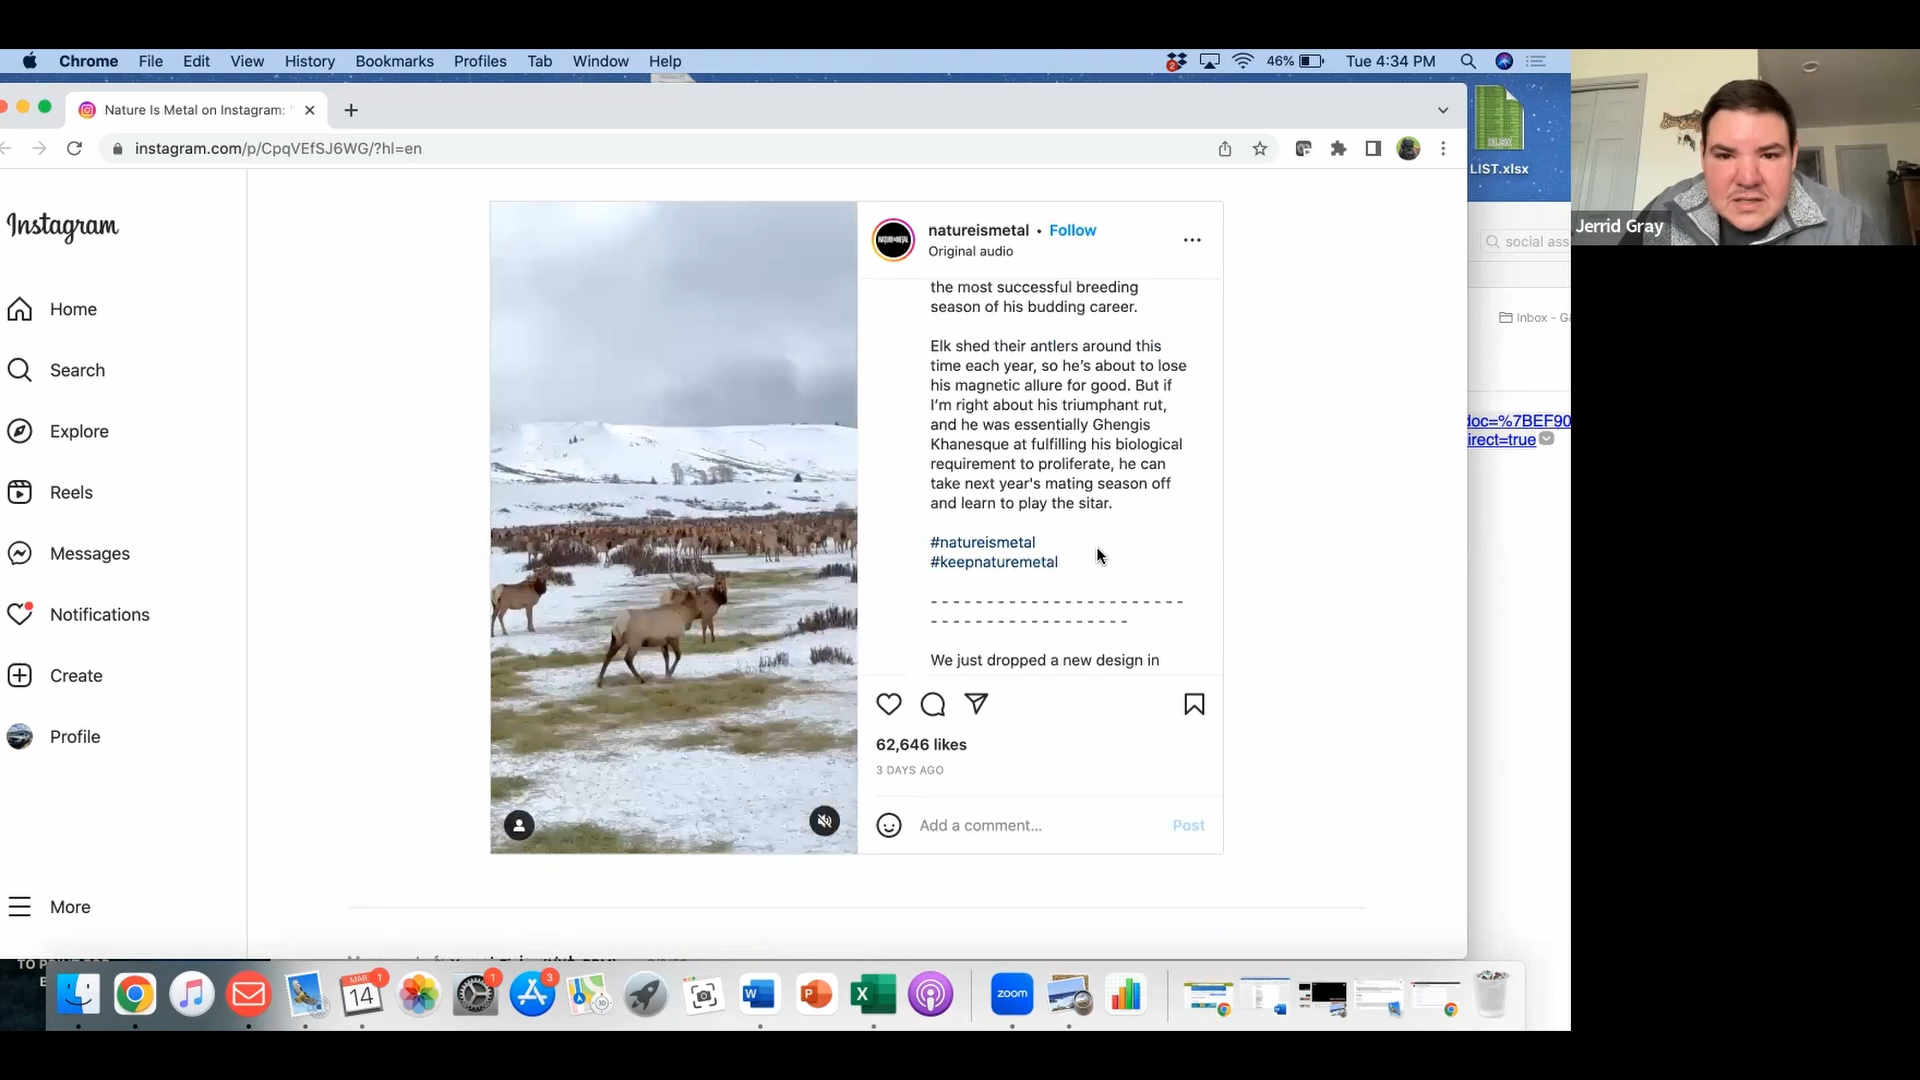 Chrome File Edit View History Bookmarks Profiles Tab Window Help
2
46%
Tue 4:34 PM
Nature Is Metal on Instagram:
instagram.com/p/CpqVEfSJ6WG/?hl=en
LIST.xlsx
Jerrid Gray
social ass
Inbox -
doc=%7BEF90
irect=true
Instagram
Home
Search
Explore
Reels
Messages
Notifications
Create
Profile
More
natureismetal • Follow
Original audio
the most successful breeding
season of his budding career.
Elk shed their antlers around this
time each year, so he’s about to lose
his magnetic allure for good. But if
I’m right about his triumphant rut,
and he was essentially Ghengis
Khanesque at fulfilling his biological
requirement to proliferate, he can
take next year's mating season off
and learn to play the sitar.
#natureismetal
#keepnaturemetal
- - - - - - - - - - - - - - - - - - - - - - -
- - - - - - - - - - - - - - - - - -
We just dropped a new design in
62,646 likes
3 DAYS AGO
Add a comment...
Post
MAR
14
1
1
3
W
P
X
zoom